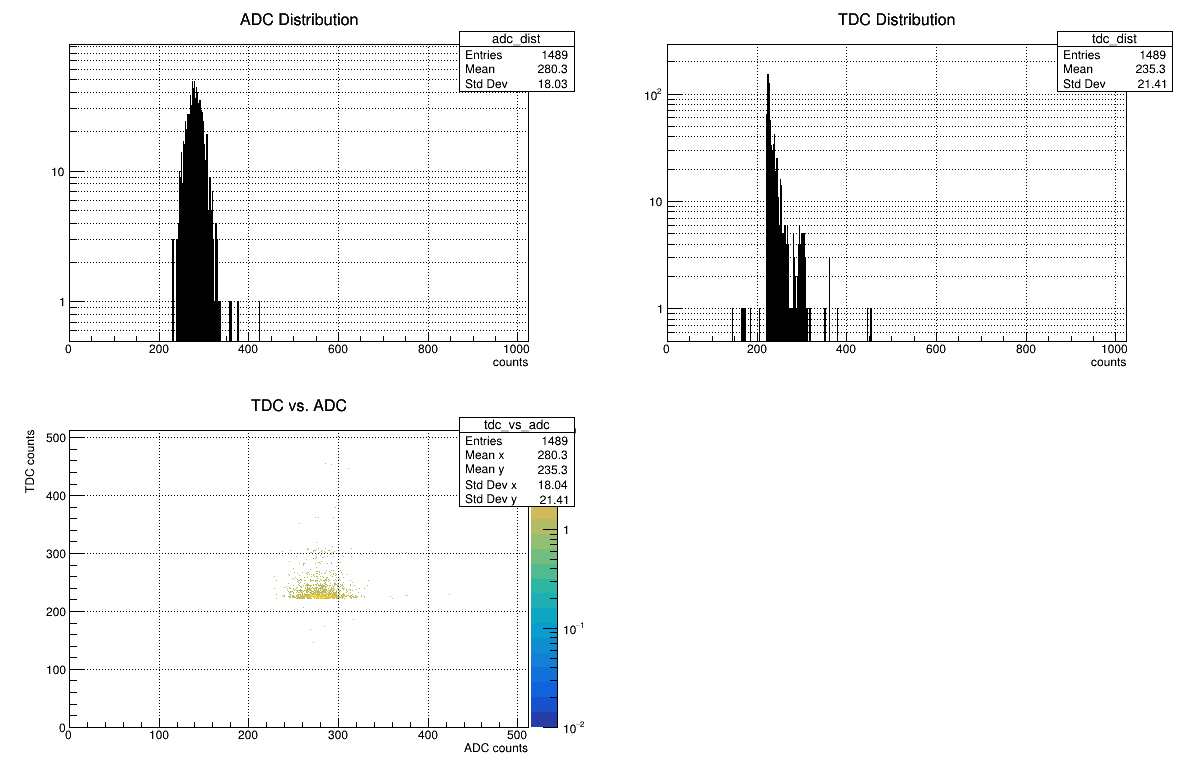 ADC Distribution
adc_dist
Entries 1489
Mean 280.3
Std Dev 18.03
10
1
0 200 400 600 800 1000
counts
TDC Distribution
tdc_dist
Entries 1489
Mean 235.3
Std Dev 21.41
10²
10
1
0 200 400 600 800 1000
counts
TDC vs. ADC
tdc_vs_adc
Entries 1489
Mean x 280.3
Mean y 235.3
Std Dev x 18.04
Std Dev y 21.41
TDC counts
500
400
300
200
100
0
0 100 200 300 400 500
ADC counts
1
10⁻¹
10⁻²